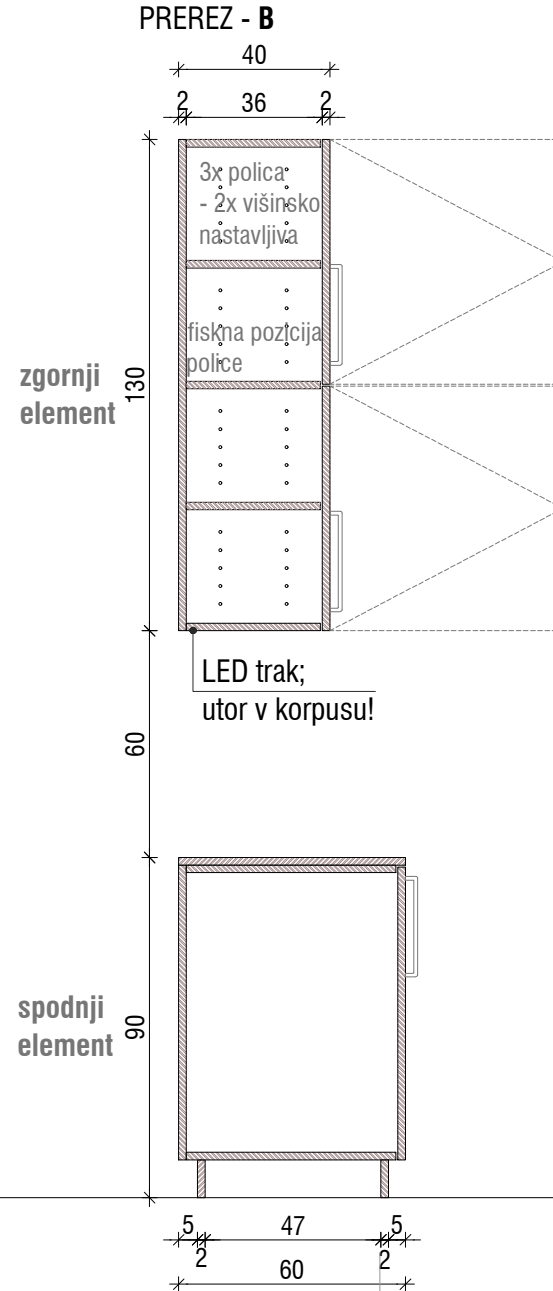 PREREZ - B
40
2 36 2
3x polica
- 2x višinsko
nastavljiva
fiskna pozicija
police
zgornji
element
130
LED trak;
utor v korpusu!
60
spodnji
element
90
5 47 5
2 2
60